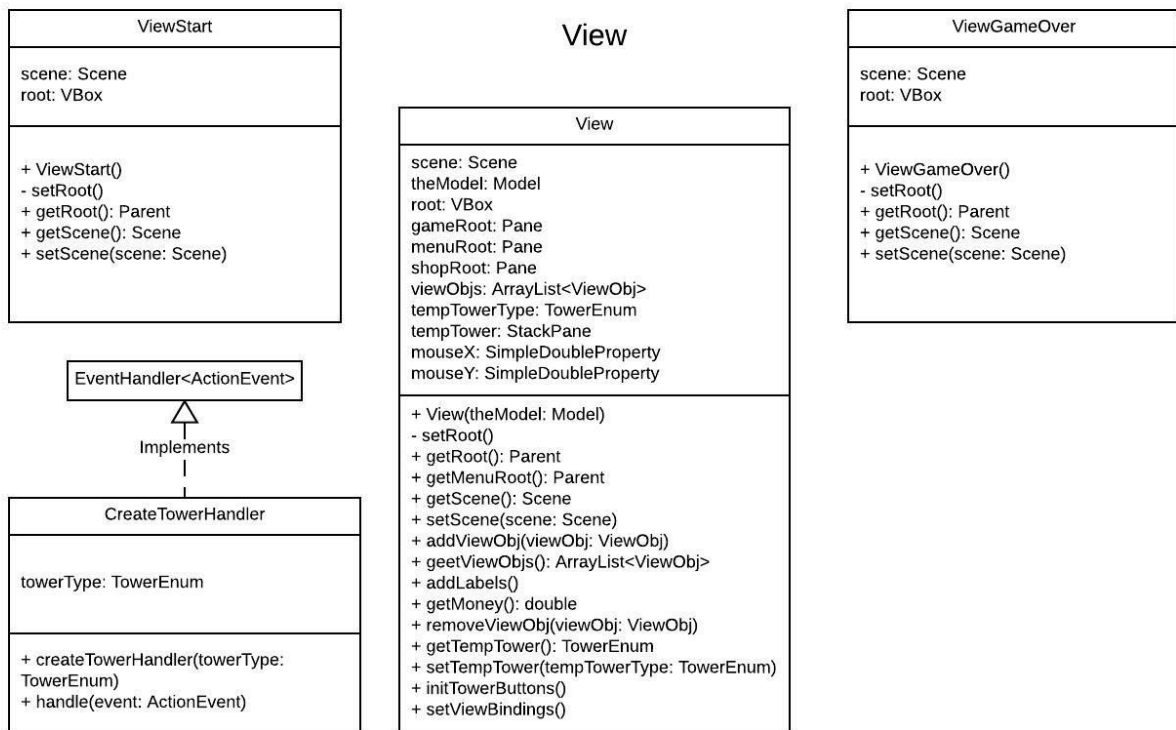 View
ViewStart
scene: Scene
root: VBox
+ ViewStart()
- setRoot()
+ getRoot(): Parent
+ getScene(): Scene
+ setScene(scene: Scene)
EventHandler<ActionEvent>
Implements
CreateTowerHandler
towerType: TowerEnum
+ createTowerHandler(towerType:
TowerEnum)
+ handle(event: ActionEvent)
View
scene: Scene
theModel: Model
root: VBox
gameRoot: Pane
menuRoot: Pane
shopRoot: Pane
viewObjs: ArrayList<ViewObj>
tempTowerType: TowerEnum
tempTower: StackPane
mouseX: SimpleDoubleProperty
mouseY: SimpleDoubleProperty
+ View(theModel: Model)
- setRoot()
+ getRoot(): Parent
+ getMenuRoot(): Parent
+ getScene(): Scene
+ setScene(scene: Scene)
+ addViewObj(viewObj: ViewObj)
+ geetViewObjs(): ArrayList<ViewObj>
+ addLabels()
+ getMoney(): double
+ removeViewObj(viewObj: ViewObj)
+ getTempTower(): TowerEnum
+ setTempTower(tempTowerType: TowerEnum)
+ initTowerButtons()
+ setViewBindings()
ViewGameOver
scene: Scene
root: VBox
+ ViewGameOver()
- setRoot()
+ getRoot(): Parent
+ getScene(): Scene
+ setScene(scene: Scene)